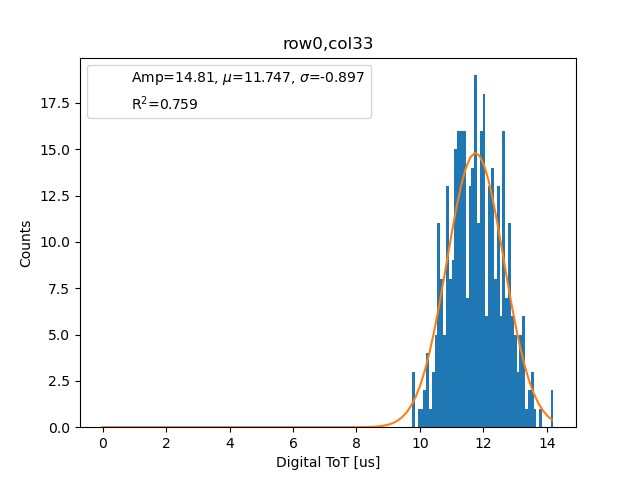 row0,col33
Amp=14.81, μ=11.747, σ=-0.897
R²=0.759
17.5
15.0
12.5
10.0
7.5
5.0
2.5
0.0
Counts
0 2 4 6 8 10 12 14
Digital ToT [us]